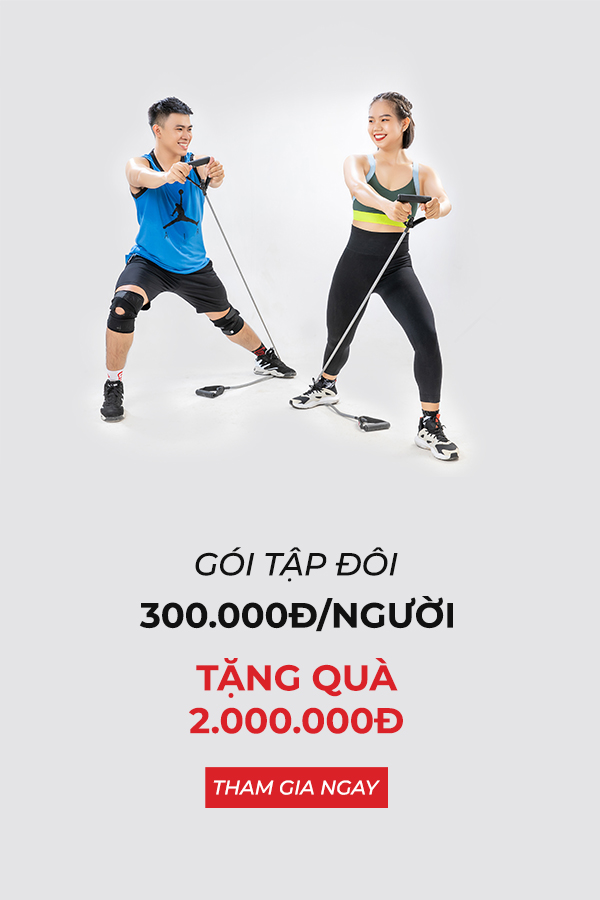 GÓI TẬP ĐÔI
300.000Đ/NGƯỜI
TẶNG QUÀ
2.000.000Đ
THAM GIA NGAY